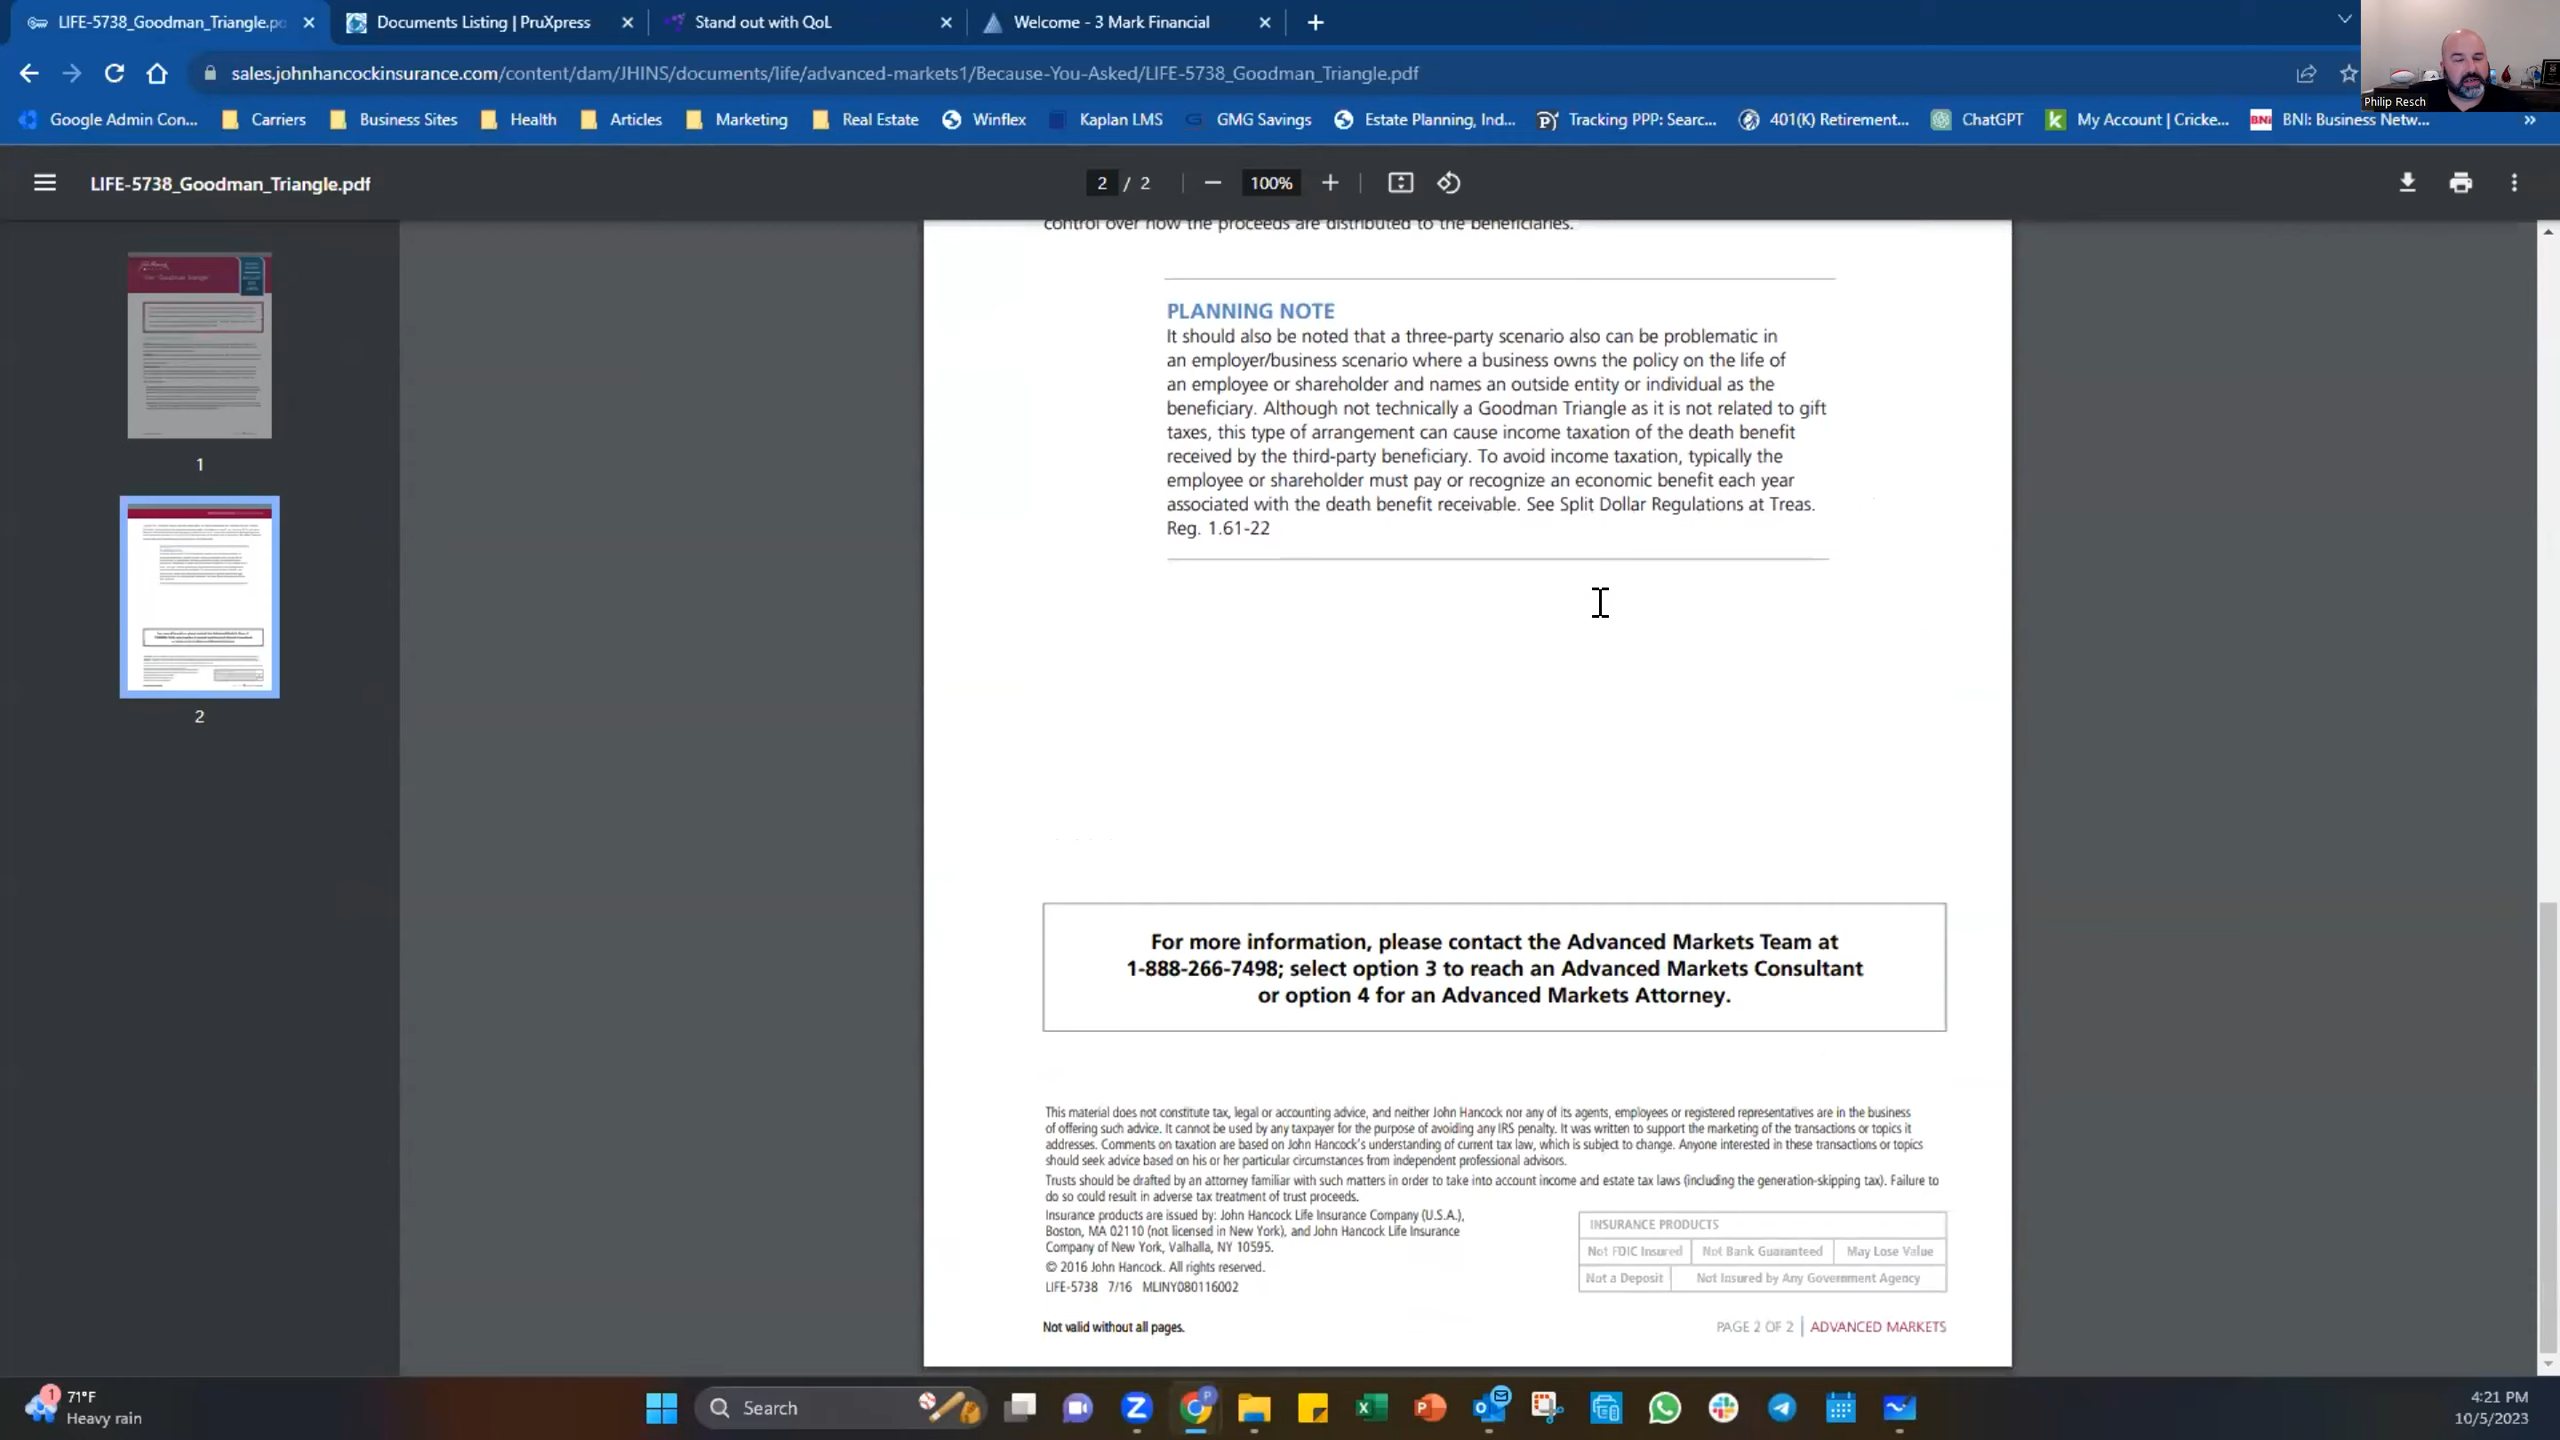 LIFE-5738_Goodman_Triangle.pd
Documents Listing | PruXpress
Stand out with QoL
Welcome - 3 Mark Financial
sales.johnhancockinsurance.com/content/dam/JHINS/documents/life/advanced-markets1/Because-You-Asked/LIFE-5738_Goodman_Triangle.pdf
Philip Resch
Google Admin Con...
Carriers
Business Sites
Health
Articles
Marketing
Real Estate
Winflex
Kaplan LMS
GMG Savings
Estate Planning, Ind...
Tracking PPP: Searc...
401(K) Retirement...
ChatGPT
My Account | Cricke...
BNI
BNI: Business Netw...
LIFE-5738_Goodman_Triangle.pdf
2 / 2
100%
1
2
control over how the proceeds are distributed to the beneficiaries.
PLANNING NOTE
It should also be noted that a three-party scenario also can be problematic in
an employer/business scenario where a business owns the policy on the life of
an employee or shareholder and names an outside entity or individual as the
beneficiary. Although not technically a Goodman Triangle as it is not related to gift
taxes, this type of arrangement can cause income taxation of the death benefit
received by the third-party beneficiary. To avoid income taxation, typically the
employee or shareholder must pay or recognize an economic benefit each year
associated with the death benefit receivable. See Split Dollar Regulations at Treas.
Reg. 1.61-22
For more information, please contact the Advanced Markets Team at
1-888-266-7498; select option 3 to reach an Advanced Markets Consultant
or option 4 for an Advanced Markets Attorney.
This material does not constitute tax, legal or accounting advice, and neither John Hancock nor any of its agents, employees or registered representatives are in the business
of offering such advice. It cannot be used by any taxpayer for the purpose of avoiding any IRS penalty. It was written to support the marketing of the transactions or topics it
addresses. Comments on taxation are based on John Hancock's understanding of current tax law, which is subject to change. Anyone interested in these transactions or topics
should seek advice based on his or her particular circumstances from independent professional advisors.
Trusts should be drafted by an attorney familiar with such matters in order to take into account income and estate tax laws (including the generation-skipping tax). Failure to
do so could result in adverse tax treatment of trust proceeds.
Insurance products are issued by: John Hancock Life Insurance Company (U.S.A.),
Boston, MA 02110 (not licensed in New York), and John Hancock Life Insurance
Company of New York, Valhalla, NY 10595.
© 2016 John Hancock. All rights reserved.
LIFE-5738 7/16 MLINY080116002
INSURANCE PRODUCTS
Not FDIC Insured
Not Bank Guaranteed
May Lose Value
Not a Deposit
Not Insured by Any Government Agency
Not valid without all pages.
PAGE 2 OF 2 | ADVANCED MARKETS
1
71°F
Heavy rain
Search
4:21 PM
10/5/2023